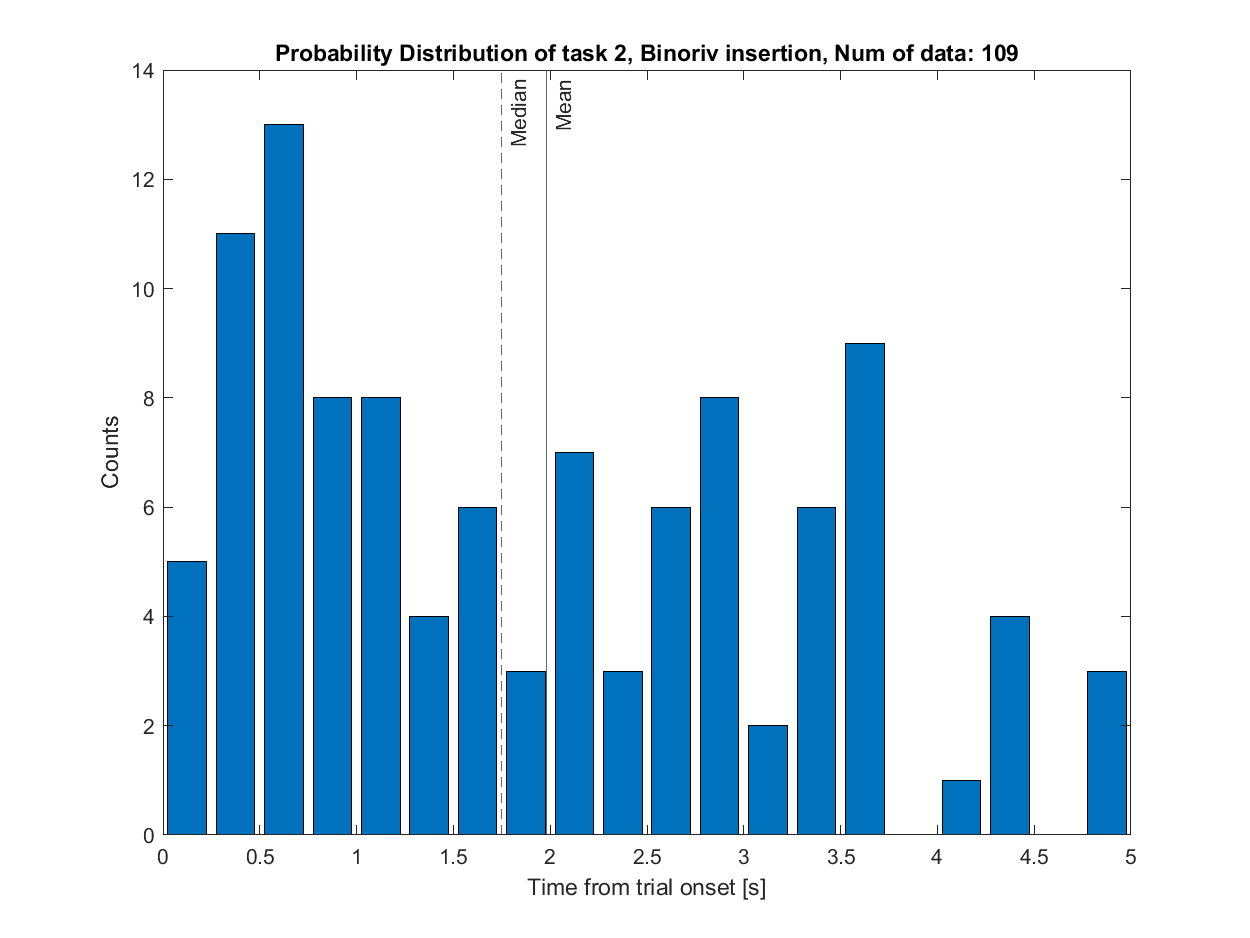 Probability Distribution of task 2, Binoriv insertion, Num of data: 109
14
12
10
8
6
4
2
0
Counts
Median
Mean
0 0.5 1 1.5 2 2.5 3 3.5 4 4.5 5
Time from trial onset [s]